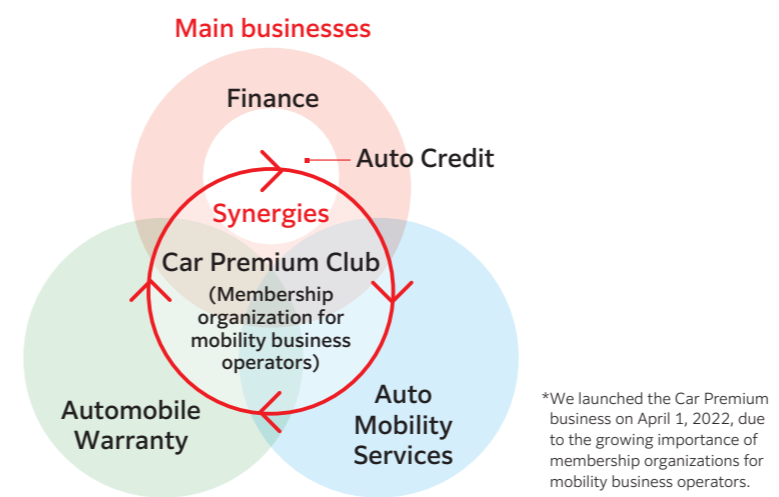 Main businesses
Finance
Auto Credit
Synergies
Car Premium Club
(Membership
organization for
mobility business
operators)
Automobile
Warranty
Auto
Mobility
Services
*We launched the Car Premium
business on April 1, 2022, due
to the growing importance of
membership organizations for
mobility business operators.